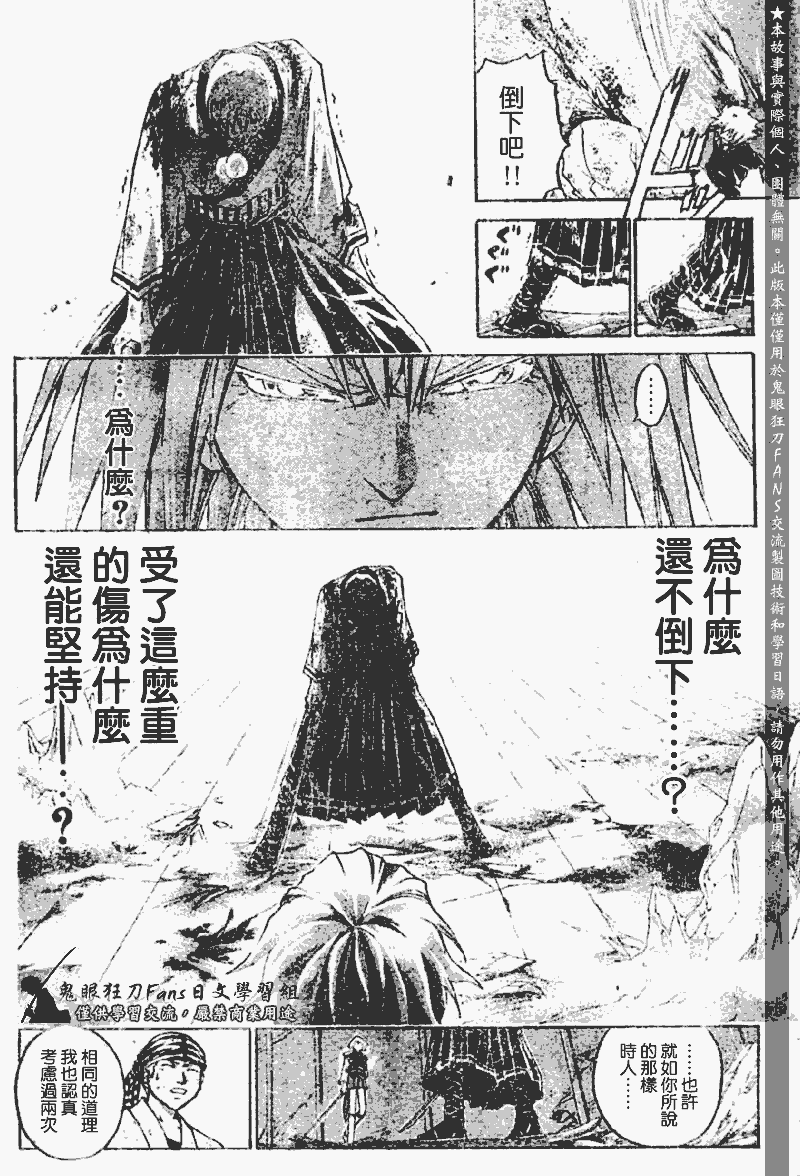 ★本故事與實際個人、團體無關。此版本僅僅用於鬼眼狂刀FANS交流製圖技術和學習日語，請勿用作其他用途。
倒下吧!!
……
……
爲什麼?
爲什麼
還不倒下……?
受了這麼重
的傷爲什麼
還能堅持——…?
鬼眼狂刀Fans日文學習組
僅供學習交流。嚴禁商業用途
……也許
就如你所說
的那樣
時人……
相同的道理
我也認真
考慮過兩次